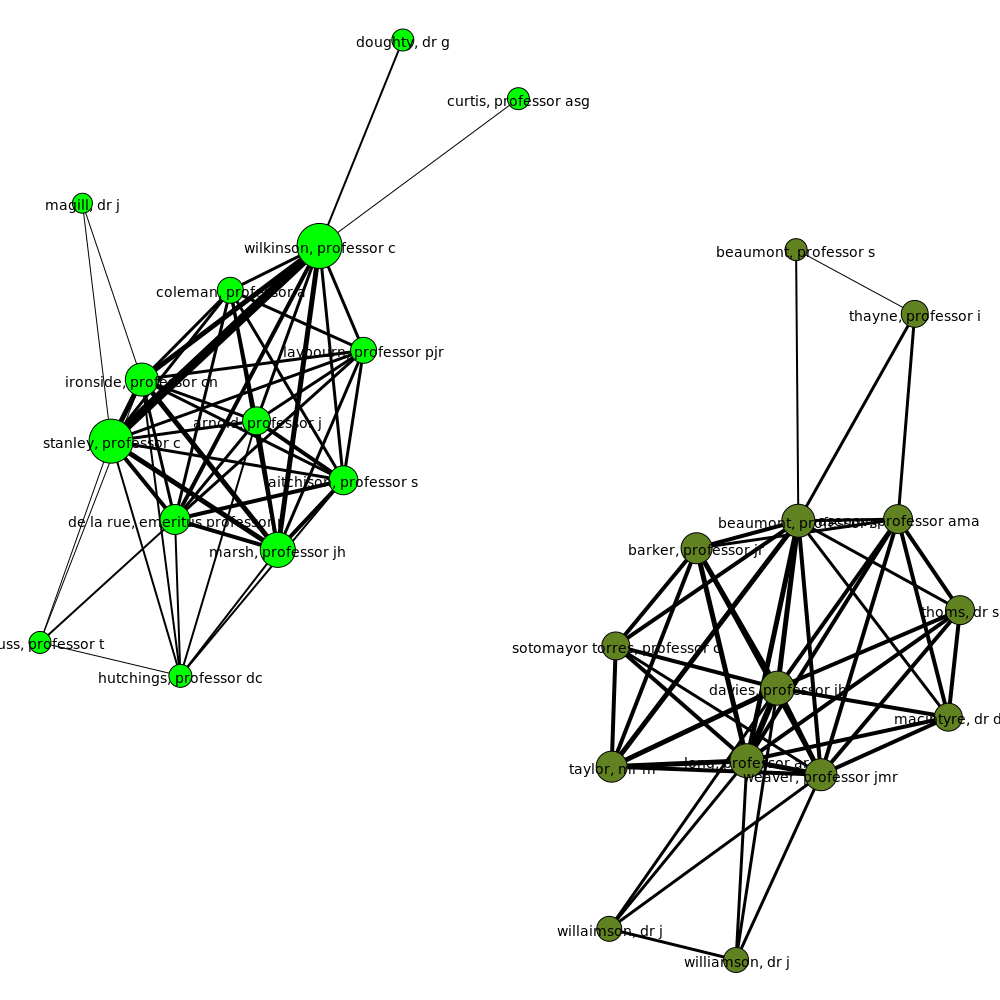 doughty, dr g
curtis, professor asg
magill, dr j
wilkinson, professor c
beaumont, professor s
coleman, professor a
thayne, professor i
laybourn, professor pjr
ironside, professor cn
arnold, professor j
stanley, professor c
aitchison, professor s
de la rue, emeritus professor
beaumont, professor
professor ama
marsh, professor jh
barker, professor jr
thoms, dr s
uss, professor t
sotomayor torres, professor c
hutchings, professor dc
davies, professor jh
macintyre, dr d
long, professor ar
taylor, mr m
weaver, professor jmr
willaimson, dr j
williamson, dr j